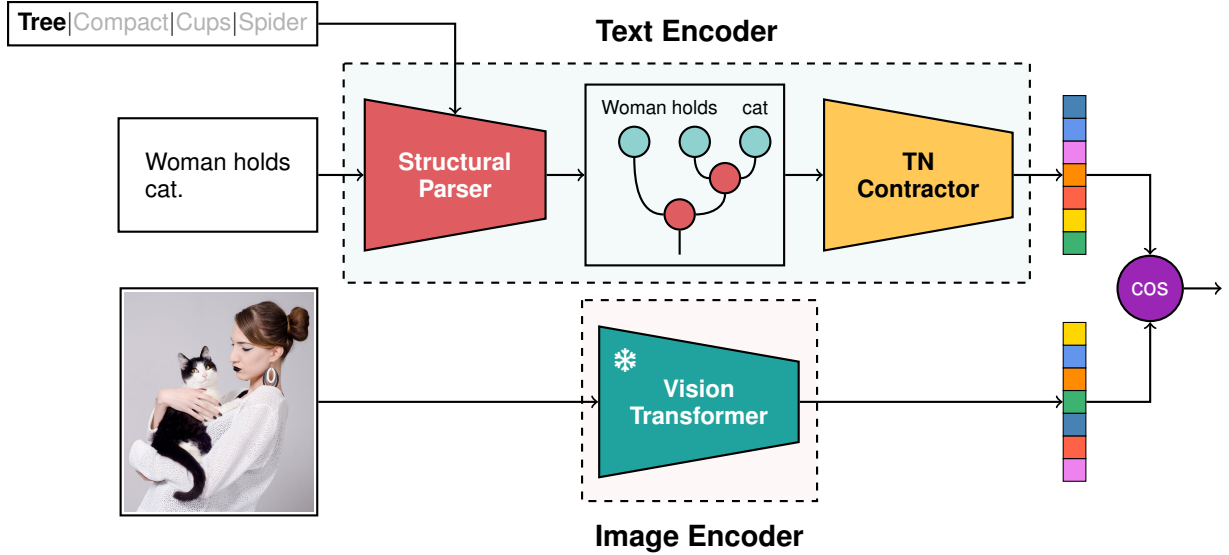 Tree|Compact|Cups|Spider
Text Encoder
Woman holds
cat.
Structural
Parser
Woman holds cat
TN
Contractor
cos
Vision
Transformer
Image Encoder